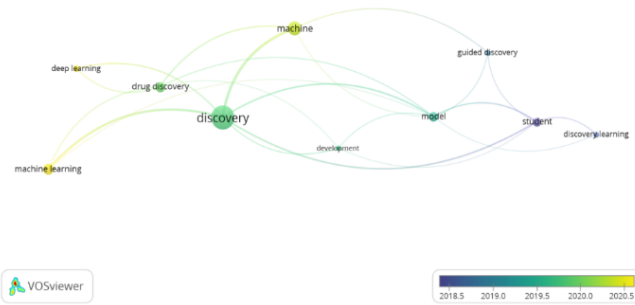 machine
guided discovery
deep learning
drug discovery
discovery
model
student
discovery learning
development
machine learning
VOSviewer
2018.5 2019.0 2019.5 2020.0 2020.5